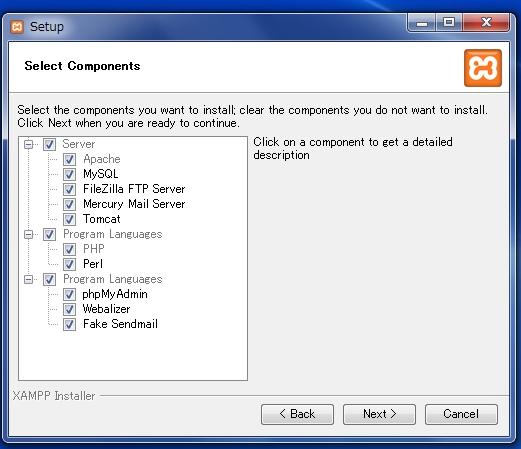 Setup
Select Components
Select the components you want to install; clear the components you do not want to install.
Click Next when you are ready to continue.
Server
Apache
MySQL
FileZilla FTP Server
Mercury Mail Server
Tomcat
Program Languages
PHP
Perl
Program Languages
phpMyAdmin
Webalizer
Fake Sendmail
Click on a component to get a detailed
description
XAMPP Installer
< Back
Next >
Cancel